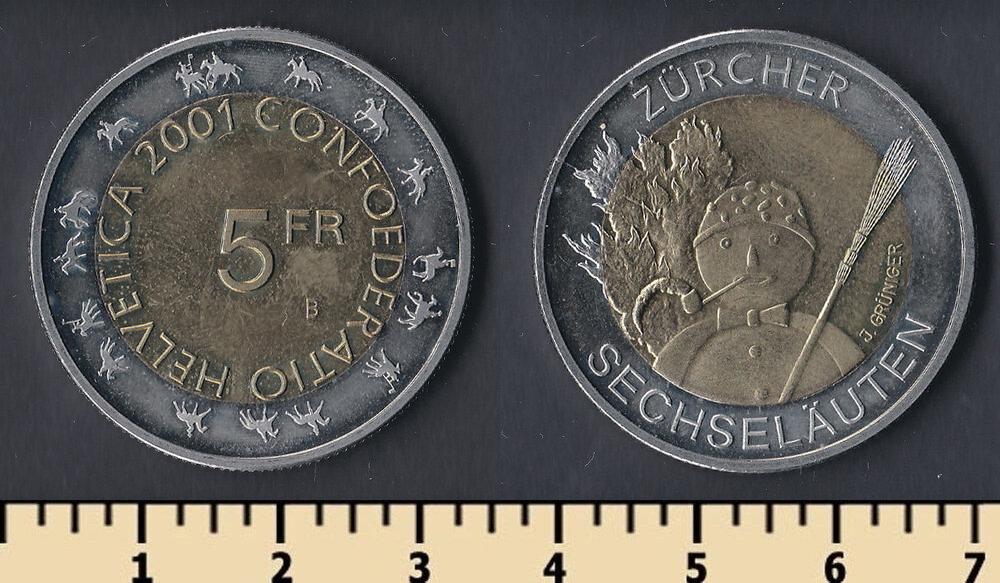 CONFOEDERATIO HELVETICA 2001
5 FR
B
ZÜRCHER
SECHSELÄUTEN
J. GRÜNIGER
1 2 3 4 5 6 7